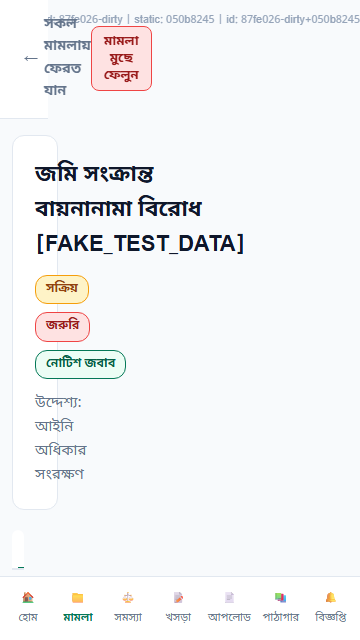 d: 87fe026-dirty | static: 050b8245 | id: 87fe026-dirty+050b8245
←
সকল
মামলায়
ফেরত
যান
মামলা
মুছে
ফেলুন
জমি সংক্রান্ত
বায়নানামা বিরোধ
[FAKE_TEST_DATA]
সক্রিয়
জরুরি
নোটিশ জবাব
উদ্দেশ্য:
আইনি
অধিকার
সংরক্ষণ
হোম মামলা সমস্যা খসড়া আপলোড পাঠাগার বিজ্ঞপ্তি